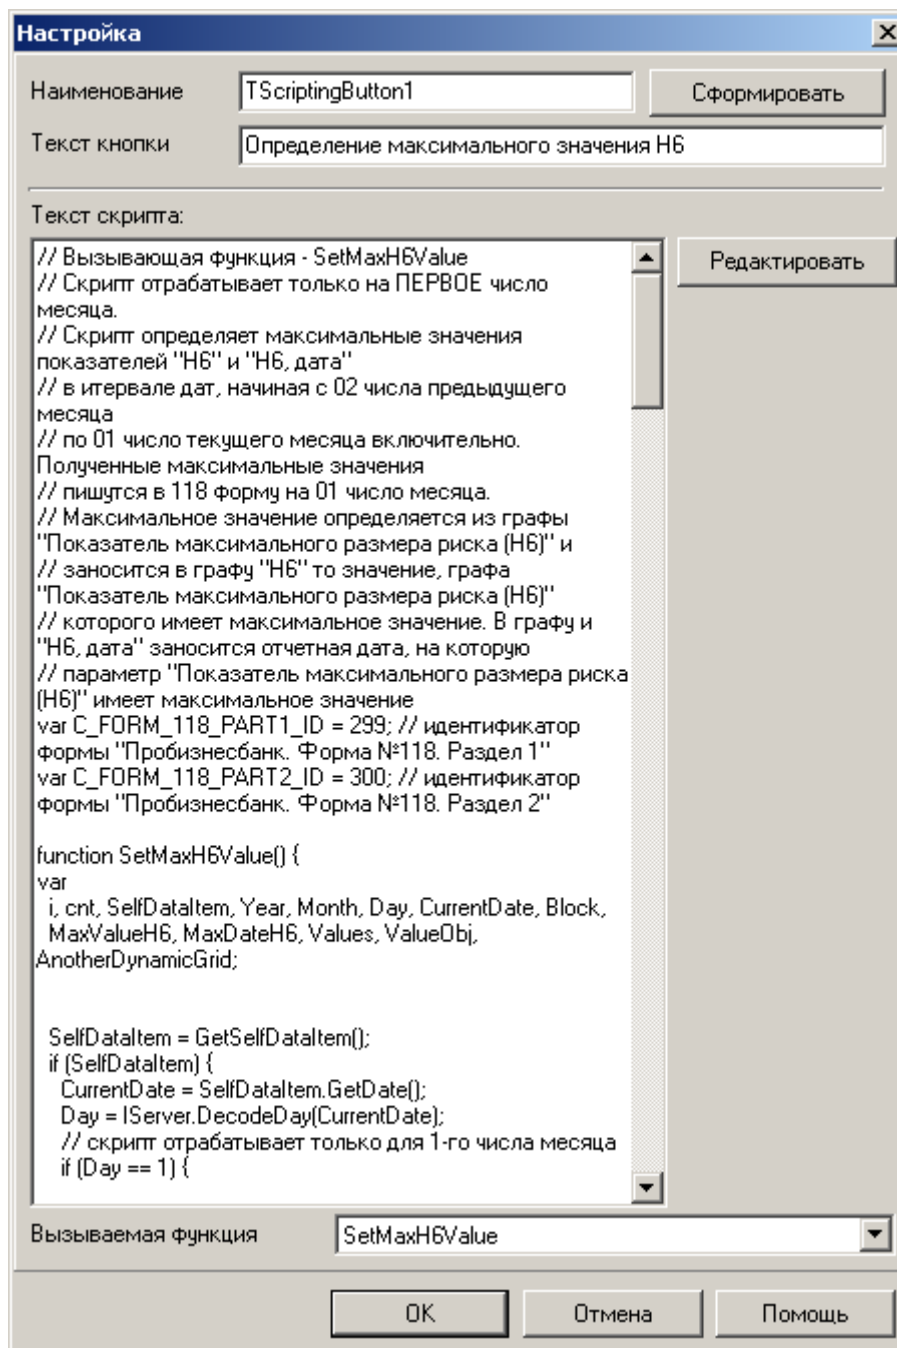 Настройка
Наименование TScriptingButton1 Сформировать
Текст кнопки Определение максимального значения Н6
Текст скрипта:
Редактировать
// Вызывающая функция - SetMaxH6Value
// Скрипт отрабатывает только на ПЕРВОЕ число
месяца.
// Скрипт определяет максимальные значения
показателей "Н6" и "Н6, дата"
// в итервале дат, начиная с 02 числа предыдущего
месяца
// по 01 число текущего месяца включительно.
Полученные максимальные значения
// пишутся в 118 форму на 01 число месяца.
// Максимальное значение определяется из графы
"Показатель максимального размера риска (Н6)" и
// заносится в графу "Н6" то значение, графа
"Показатель максимального размера риска (Н6)"
// которого имеет максимальное значение. В графу и
"Н6, дата" заносится отчетная дата, на которую
// параметр "Показатель максимального размера риска
(Н6)" имеет максимальное значение
var C_FORM_118_PART1_ID = 299; // идентификатор
формы "Пробизнесбанк. Форма №118. Раздел 1"
var C_FORM_118_PART2_ID = 300; // идентификатор
формы "Пробизнесбанк. Форма №118. Раздел 2"
function SetMaxH6Value() {
var
i, cnt, SelfDataItem, Year, Month, Day, CurrentDate, Block,
MaxValueH6, MaxDateH6, Values, ValueObj,
AnotherDynamicGrid;
SelfDataItem = GetSelfDataItem();
if (SelfDataItem) {
CurrentDate = SelfDataItem.GetDate();
Day = IServer.DecodeDay(CurrentDate);
// скрипт отрабатывает только для 1-го числа месяца
if (Day == 1) {
Вызываемая функция SetMaxH6Value
OK Отмена Помощь